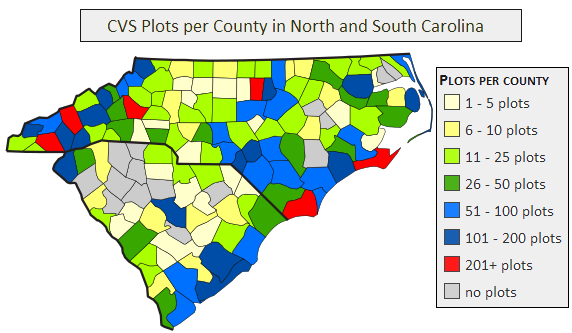 CVS Plots per County in North and South Carolina
Plots per county
1 - 5 plots
6 - 10 plots
11 - 25 plots
26 - 50 plots
51 - 100 plots
101 - 200 plots
201+ plots
no plots